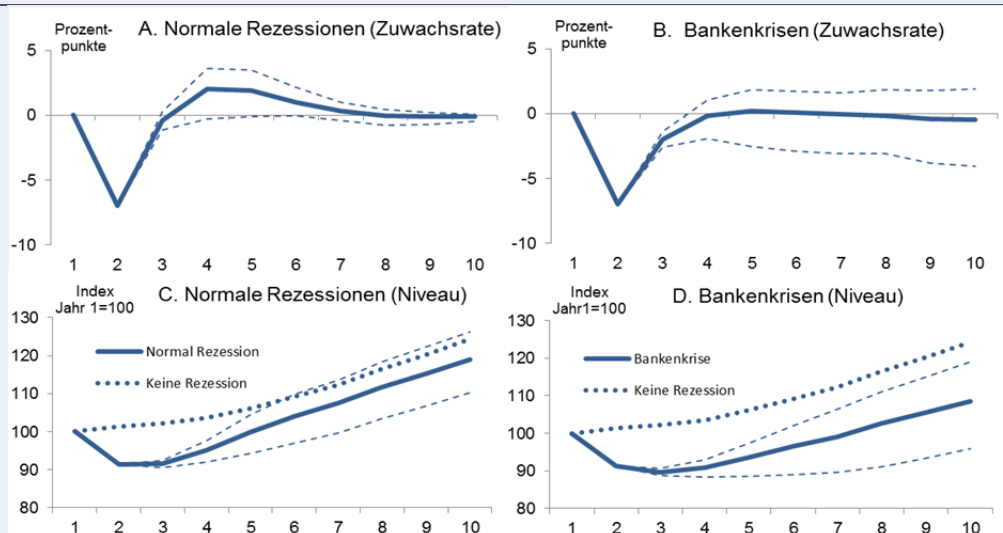 Prozent-
punkte
A. Normale Rezessionen (Zuwachsrate)
5
0
-5
-10
1 2 3 4 5 6 7 8 9 10
Prozent-
punkte
B. Bankenkrisen (Zuwachsrate)
5
0
-5
-10
1 2 3 4 5 6 7 8 9 10
Index
Jahr 1=100
C. Normale Rezessionen (Niveau)
130
120
110
100
90
80
Normal Rezession
Keine Rezession
1 2 3 4 5 6 7 8 9 10
Index
Jahr1=100
D. Bankenkrisen (Niveau)
130
120
110
100
90
80
Bankenkrise
Keine Rezession
1 2 3 4 5 6 7 8 9 10